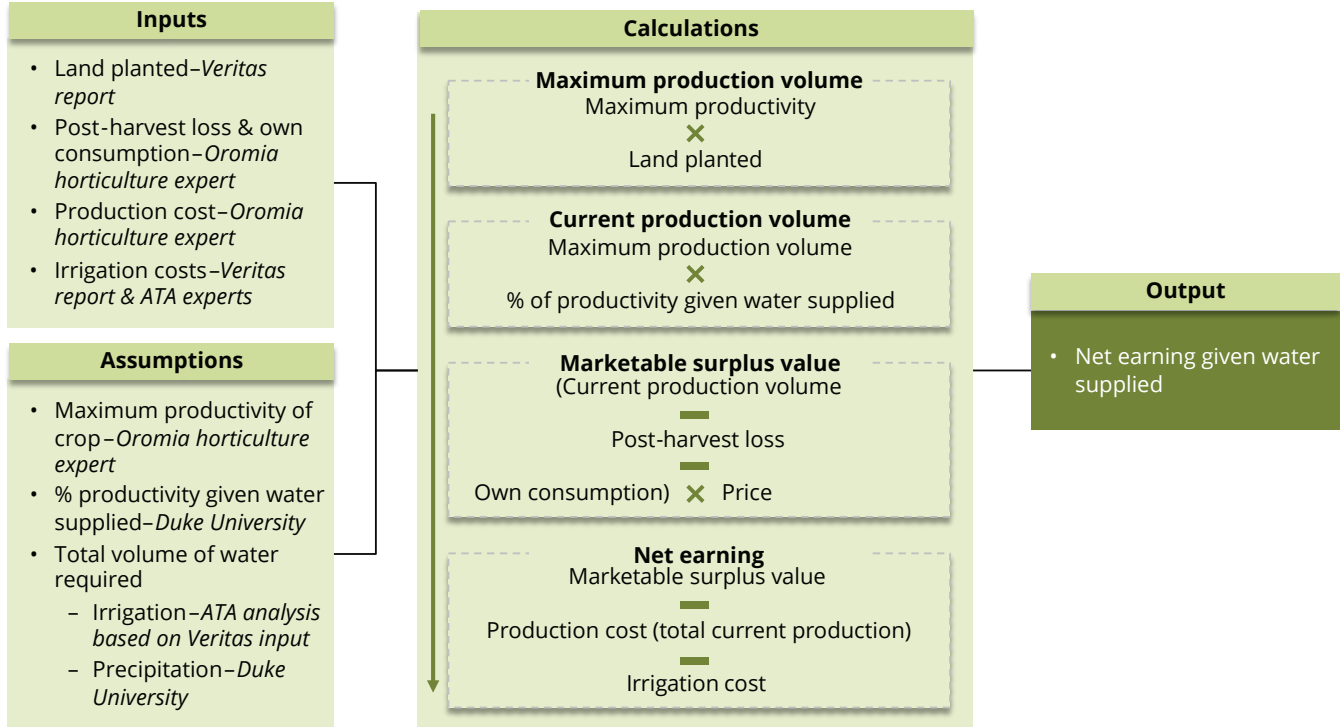 Inputs
• Land planted–Veritas
report
• Post-harvest loss & own
consumption–Oromia
horticulture expert
• Production cost–Oromia
horticulture expert
• Irrigation costs–Veritas
report & ATA experts
Assumptions
• Maximum productivity of
crop–Oromia horticulture
expert
• % productivity given water
supplied–Duke University
• Total volume of water
required
– Irrigation–ATA analysis
based on Veritas input
– Precipitation–Duke
University
Calculations
Maximum production volume
Maximum productivity
×
Land planted
Current production volume
Maximum production volume
×
% of productivity given water supplied
Marketable surplus value
(Current production volume
–
Post-harvest loss
–
Own consumption) × Price
Net earning
Marketable surplus value
–
Production cost (total current production)
–
Irrigation cost
Output
• Net earning given water
supplied